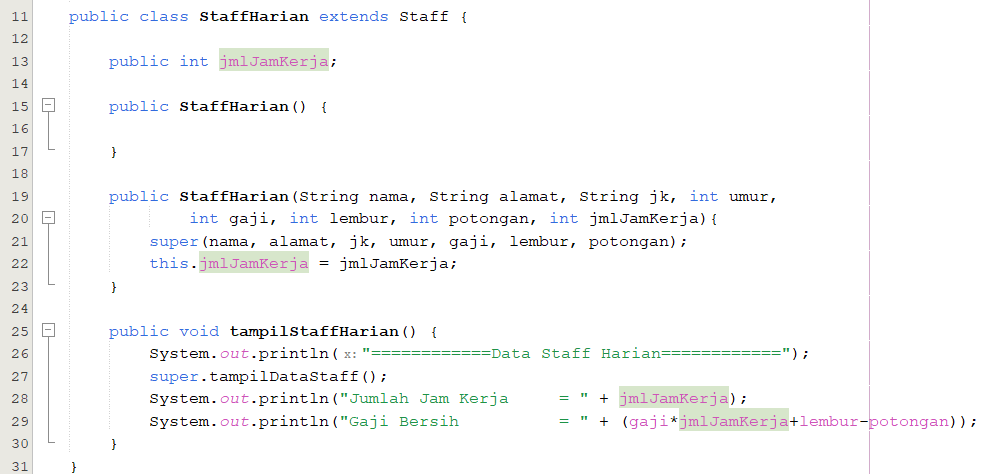 11 public class StaffHarian extends Staff {
12
13 public int jmlJamKerja;
14
15 public StaffHarian() {
16
17 }
18
19 public StaffHarian(String nama, String alamat, String jk, int umur,
20 int gaji, int lembur, int potongan, int jmlJamKerja){
21 super(nama, alamat, jk, umur, gaji, lembur, potongan);
22 this.jmlJamKerja = jmlJamKerja;
23 }
24
25 public void tampilStaffHarian() {
26 System.out.println(x:"============Data Staff Harian============");
27 super.tampilDataStaff();
28 System.out.println("Jumlah Jam Kerja     = " + jmlJamKerja);
29 System.out.println("Gaji Bersih          = " + (gaji*jmlJamKerja+lembur-potongan));
30 }
31 }